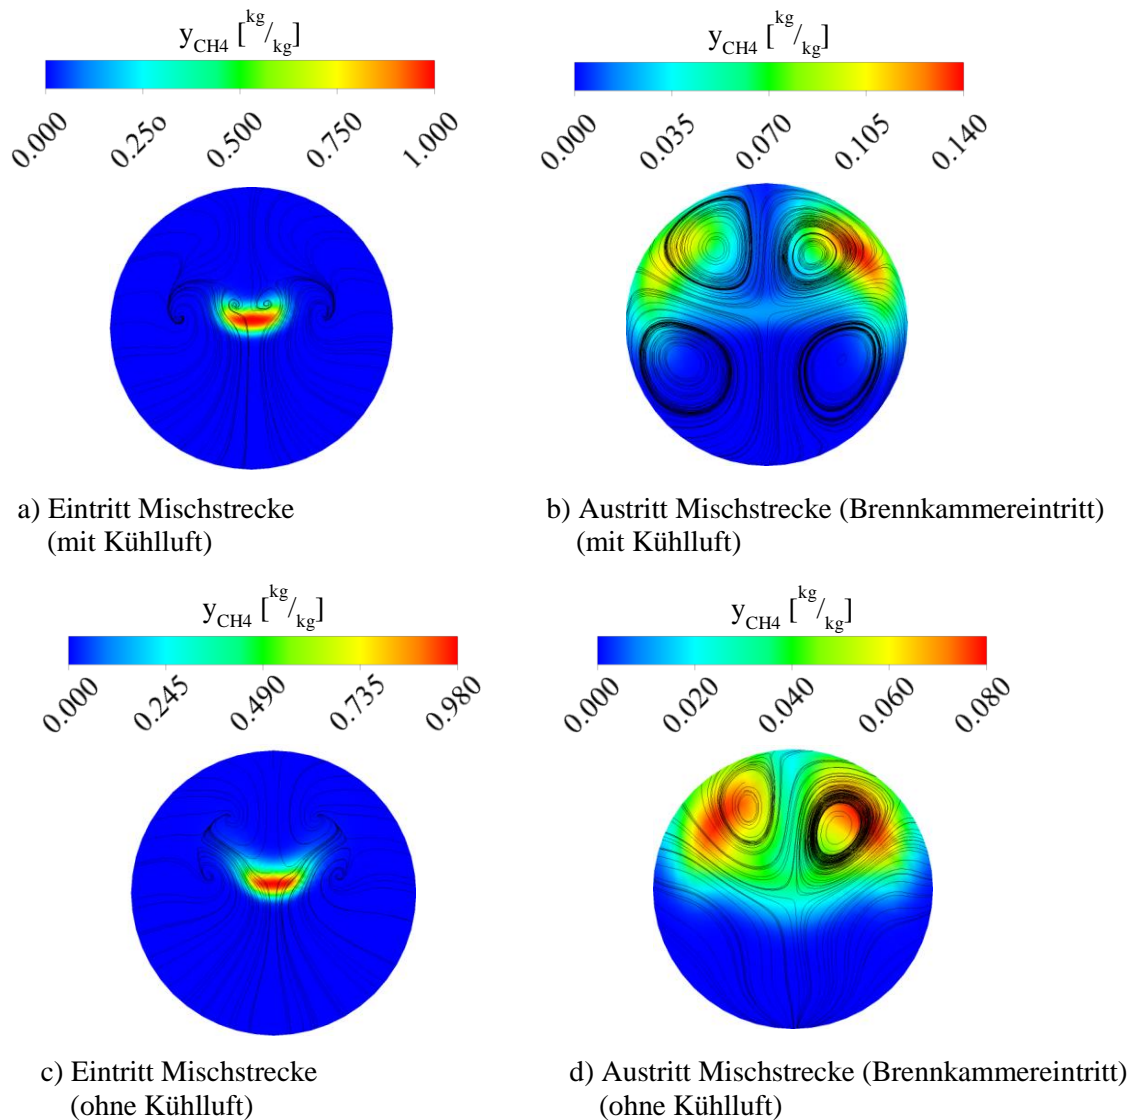 y_CH4 [kg/kg]
0.000 0.25o 0.500 0.750 1.000
y_CH4 [kg/kg]
0.000 0.035 0.070 0.105 0.140
a) Eintritt Mischstrecke
(mit Kühlluft)
b) Austritt Mischstrecke (Brennkammereintritt)
(mit Kühlluft)
y_CH4 [kg/kg]
0.000 0.245 0.490 0.735 0.980
y_CH4 [kg/kg]
0.000 0.020 0.040 0.060 0.080
c) Eintritt Mischstrecke
(ohne Kühlluft)
d) Austritt Mischstrecke (Brennkammereintritt)
(ohne Kühlluft)